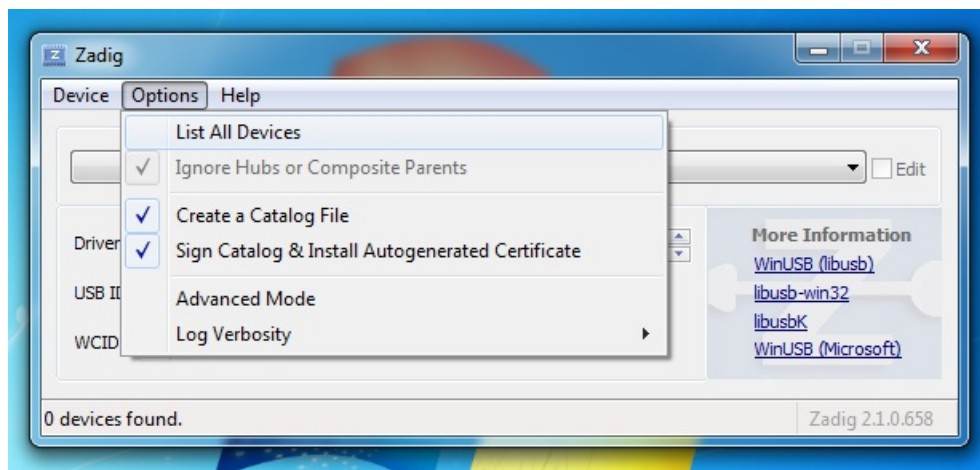 Zadig
Device Options Help
List All Devices
Ignore Hubs or Composite Parents
Edit
Create a Catalog File
Sign Catalog & Install Autogenerated Certificate
Advanced Mode
Log Verbosity
Driver
USB ID
WCID
More Information
WinUSB (libusb)
libusb-win32
libusbK
WinUSB (Microsoft)
0 devices found.
Zadig 2.1.0.658